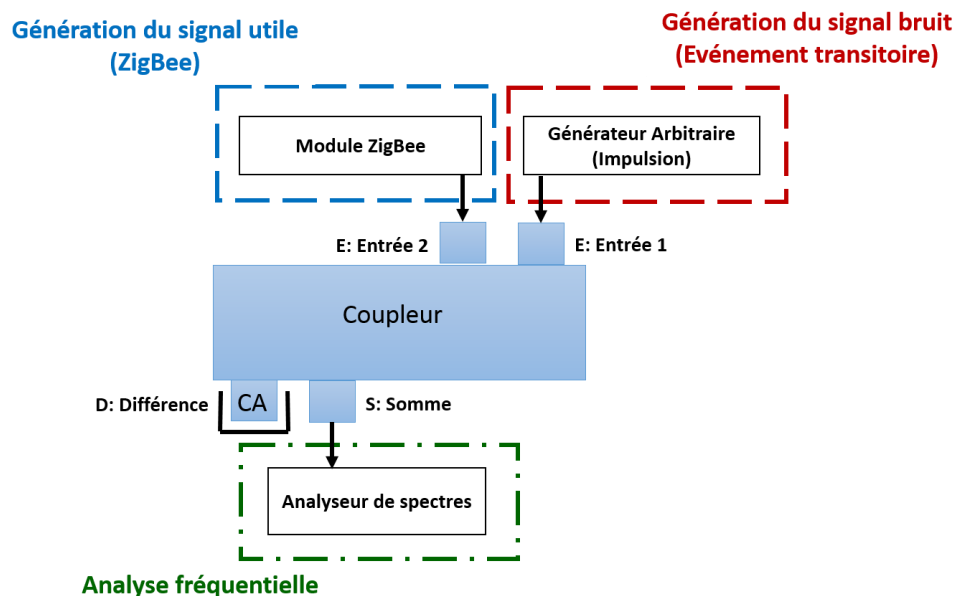 Génération du signal utile
(ZigBee)
Génération du signal bruit
(Evénement transitoire)
Module ZigBee
Générateur Arbitraire
(Impulsion)
E: Entrée 2
E: Entrée 1
Coupleur
D: Différence
CA
S: Somme
Analyseur de spectres
Analyse fréquentielle